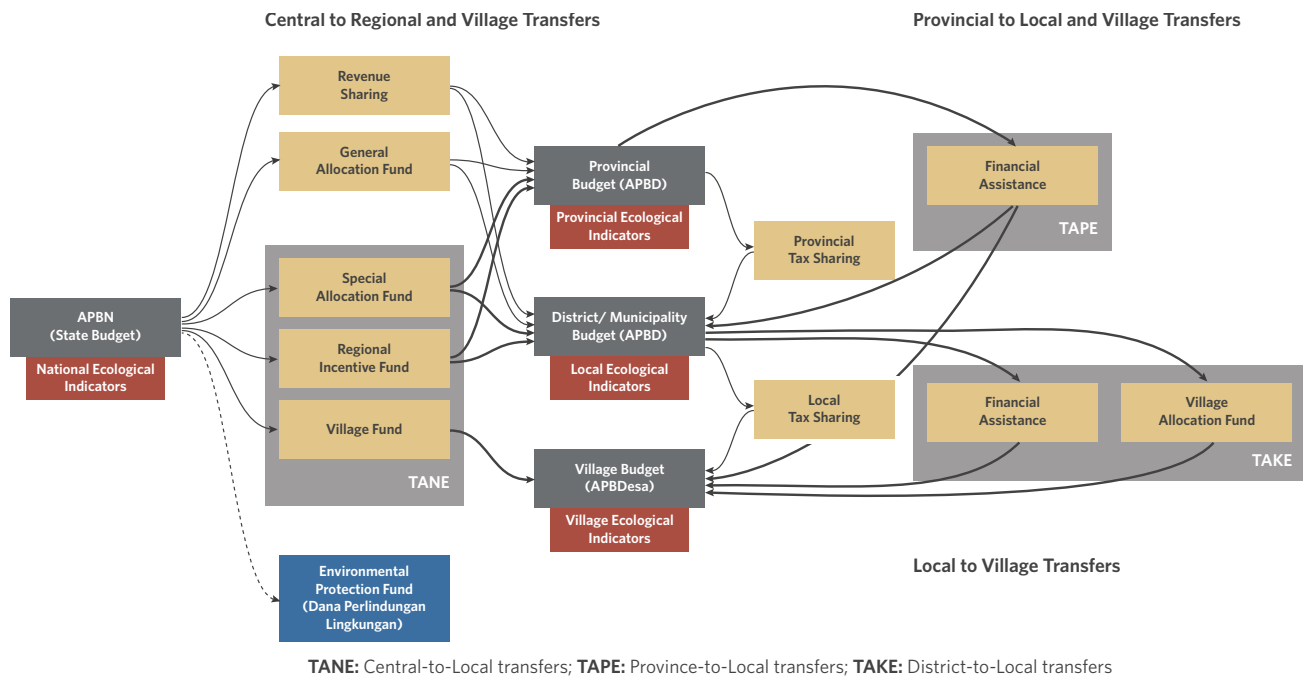 Central to Regional and Village Transfers
Provincial to Local and Village Transfers
Revenue
Sharing
General
Allocation Fund
Provincial
Budget (APBD)
Provincial Ecological
Indicators
Financial
Assistance
TAPE
Provincial
Tax Sharing
Special
Allocation Fund
APBN
(State Budget)
National Ecological
Indicators
District/ Municipality
Budget (APBD)
Local Ecological
Indicators
Regional
Incentive Fund
Village Fund
TANE
Local
Tax Sharing
Financial
Assistance
Village
Allocation Fund
TAKE
Village Budget
(APBDesa)
Village Ecological
Indicators
Environmental
Protection Fund
(Dana Perlindungan
Lingkungan)
Local to Village Transfers
TANE: Central-to-Local transfers; TAPE: Province-to-Local transfers; TAKE: District-to-Local transfers